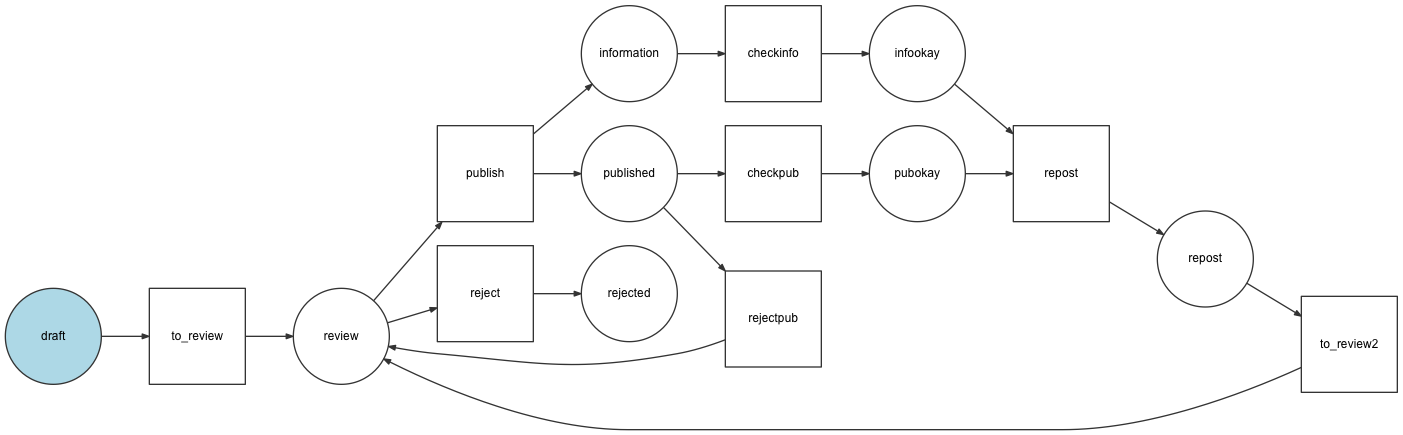 information
checkinfo
infookay
publish
published
checkpub
pubokay
repost
repost
reject
rejected
rejectpub
draft
to_review
review
to_review2